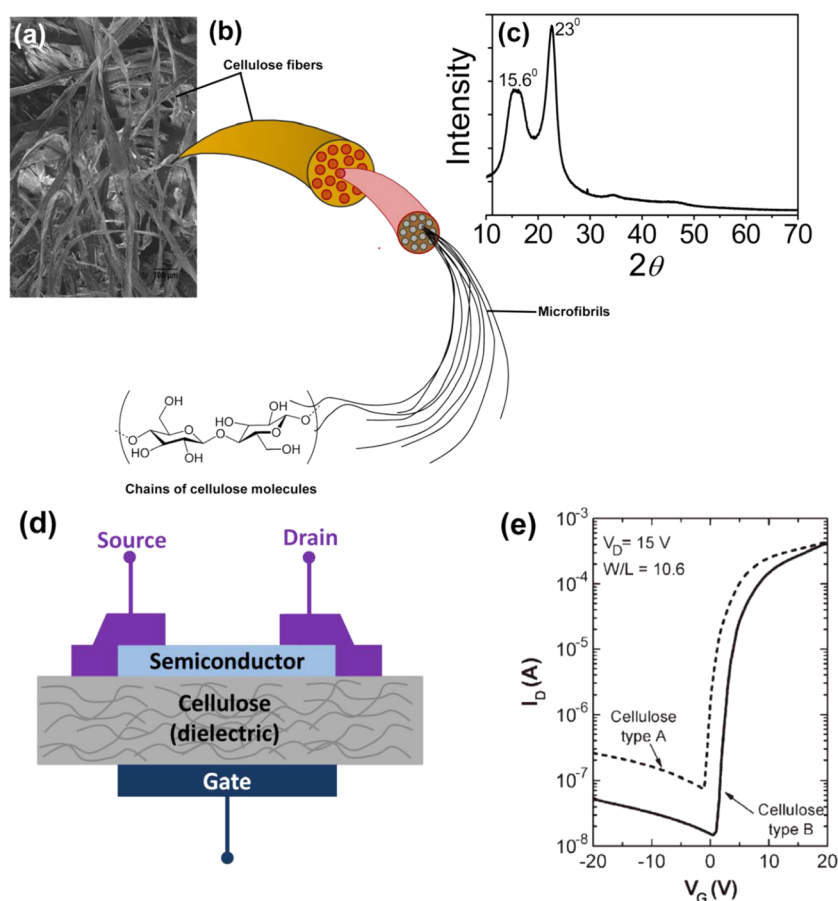 (a)
(b)
Cellulose fibers
(c)
Intensity
15.6⁰
23⁰
10 20 30 40 50 60 70
2θ
Microfibrils
OH
O
HO
OH
O
HO
OH
O
O
OH
Chains of cellulose molecules
100 µm
(d)
Source
Drain
Semiconductor
Cellulose
(dielectric)
Gate
(e)
10⁻³
10⁻⁴
10⁻⁵
10⁻⁶
10⁻⁷
10⁻⁸
I_D (A)
V_D= 15 V
W/L = 10.6
Cellulose
type A
Cellulose
type B
-20 -10 0 10 20
V_G (V)